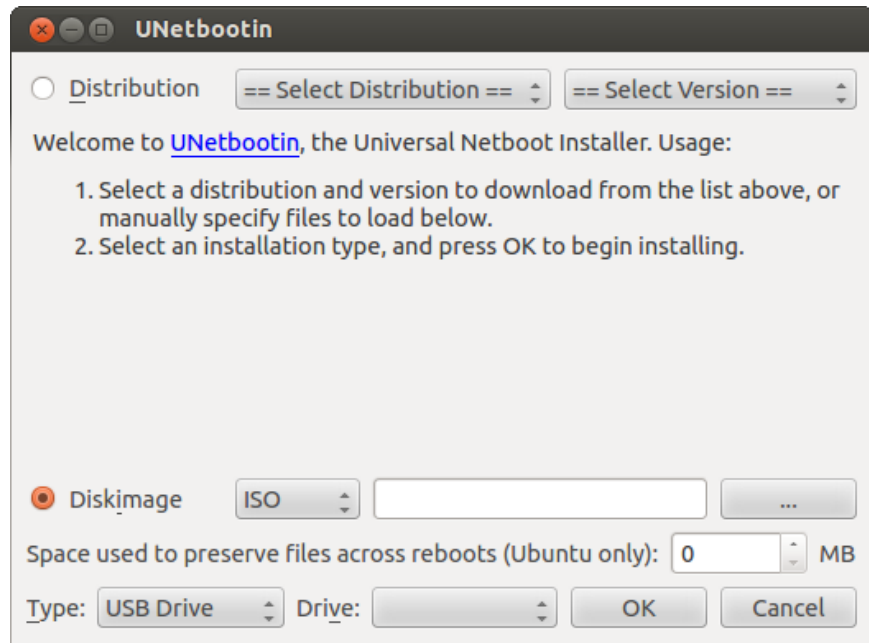 UNetbootin
Distribution == Select Distribution == == Select Version ==
Welcome to UNetbootin, the Universal Netboot Installer. Usage:
1. Select a distribution and version to download from the list above, or
manually specify files to load below.
2. Select an installation type, and press OK to begin installing.
Diskimage ISO ...
Space used to preserve files across reboots (Ubuntu only): 0 MB
Type: USB Drive Drive: OK Cancel